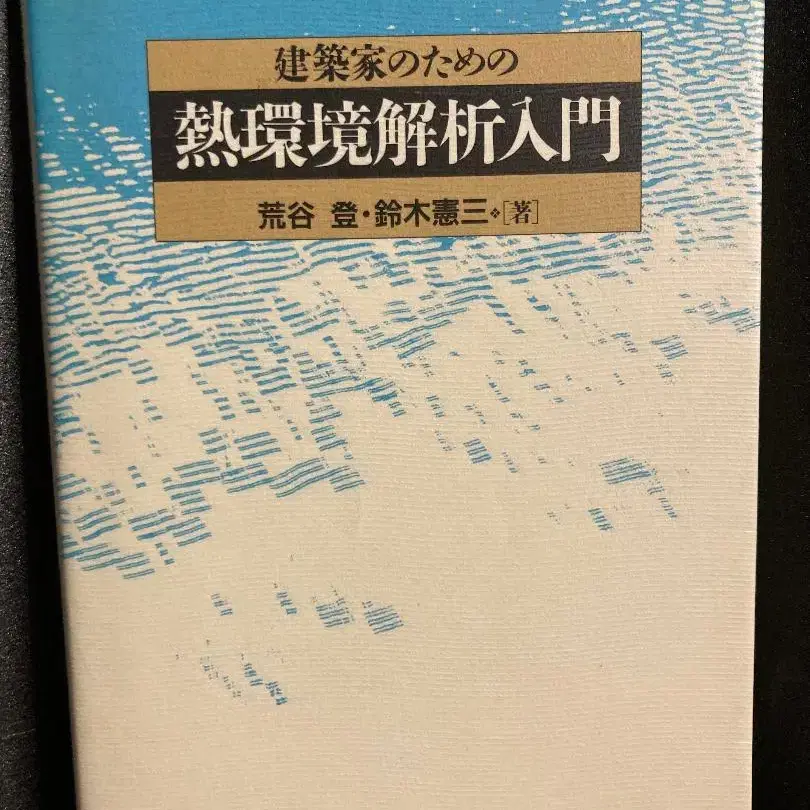 建築家のための
熱環境解析入門
荒谷 登・鈴木憲三❖[著]